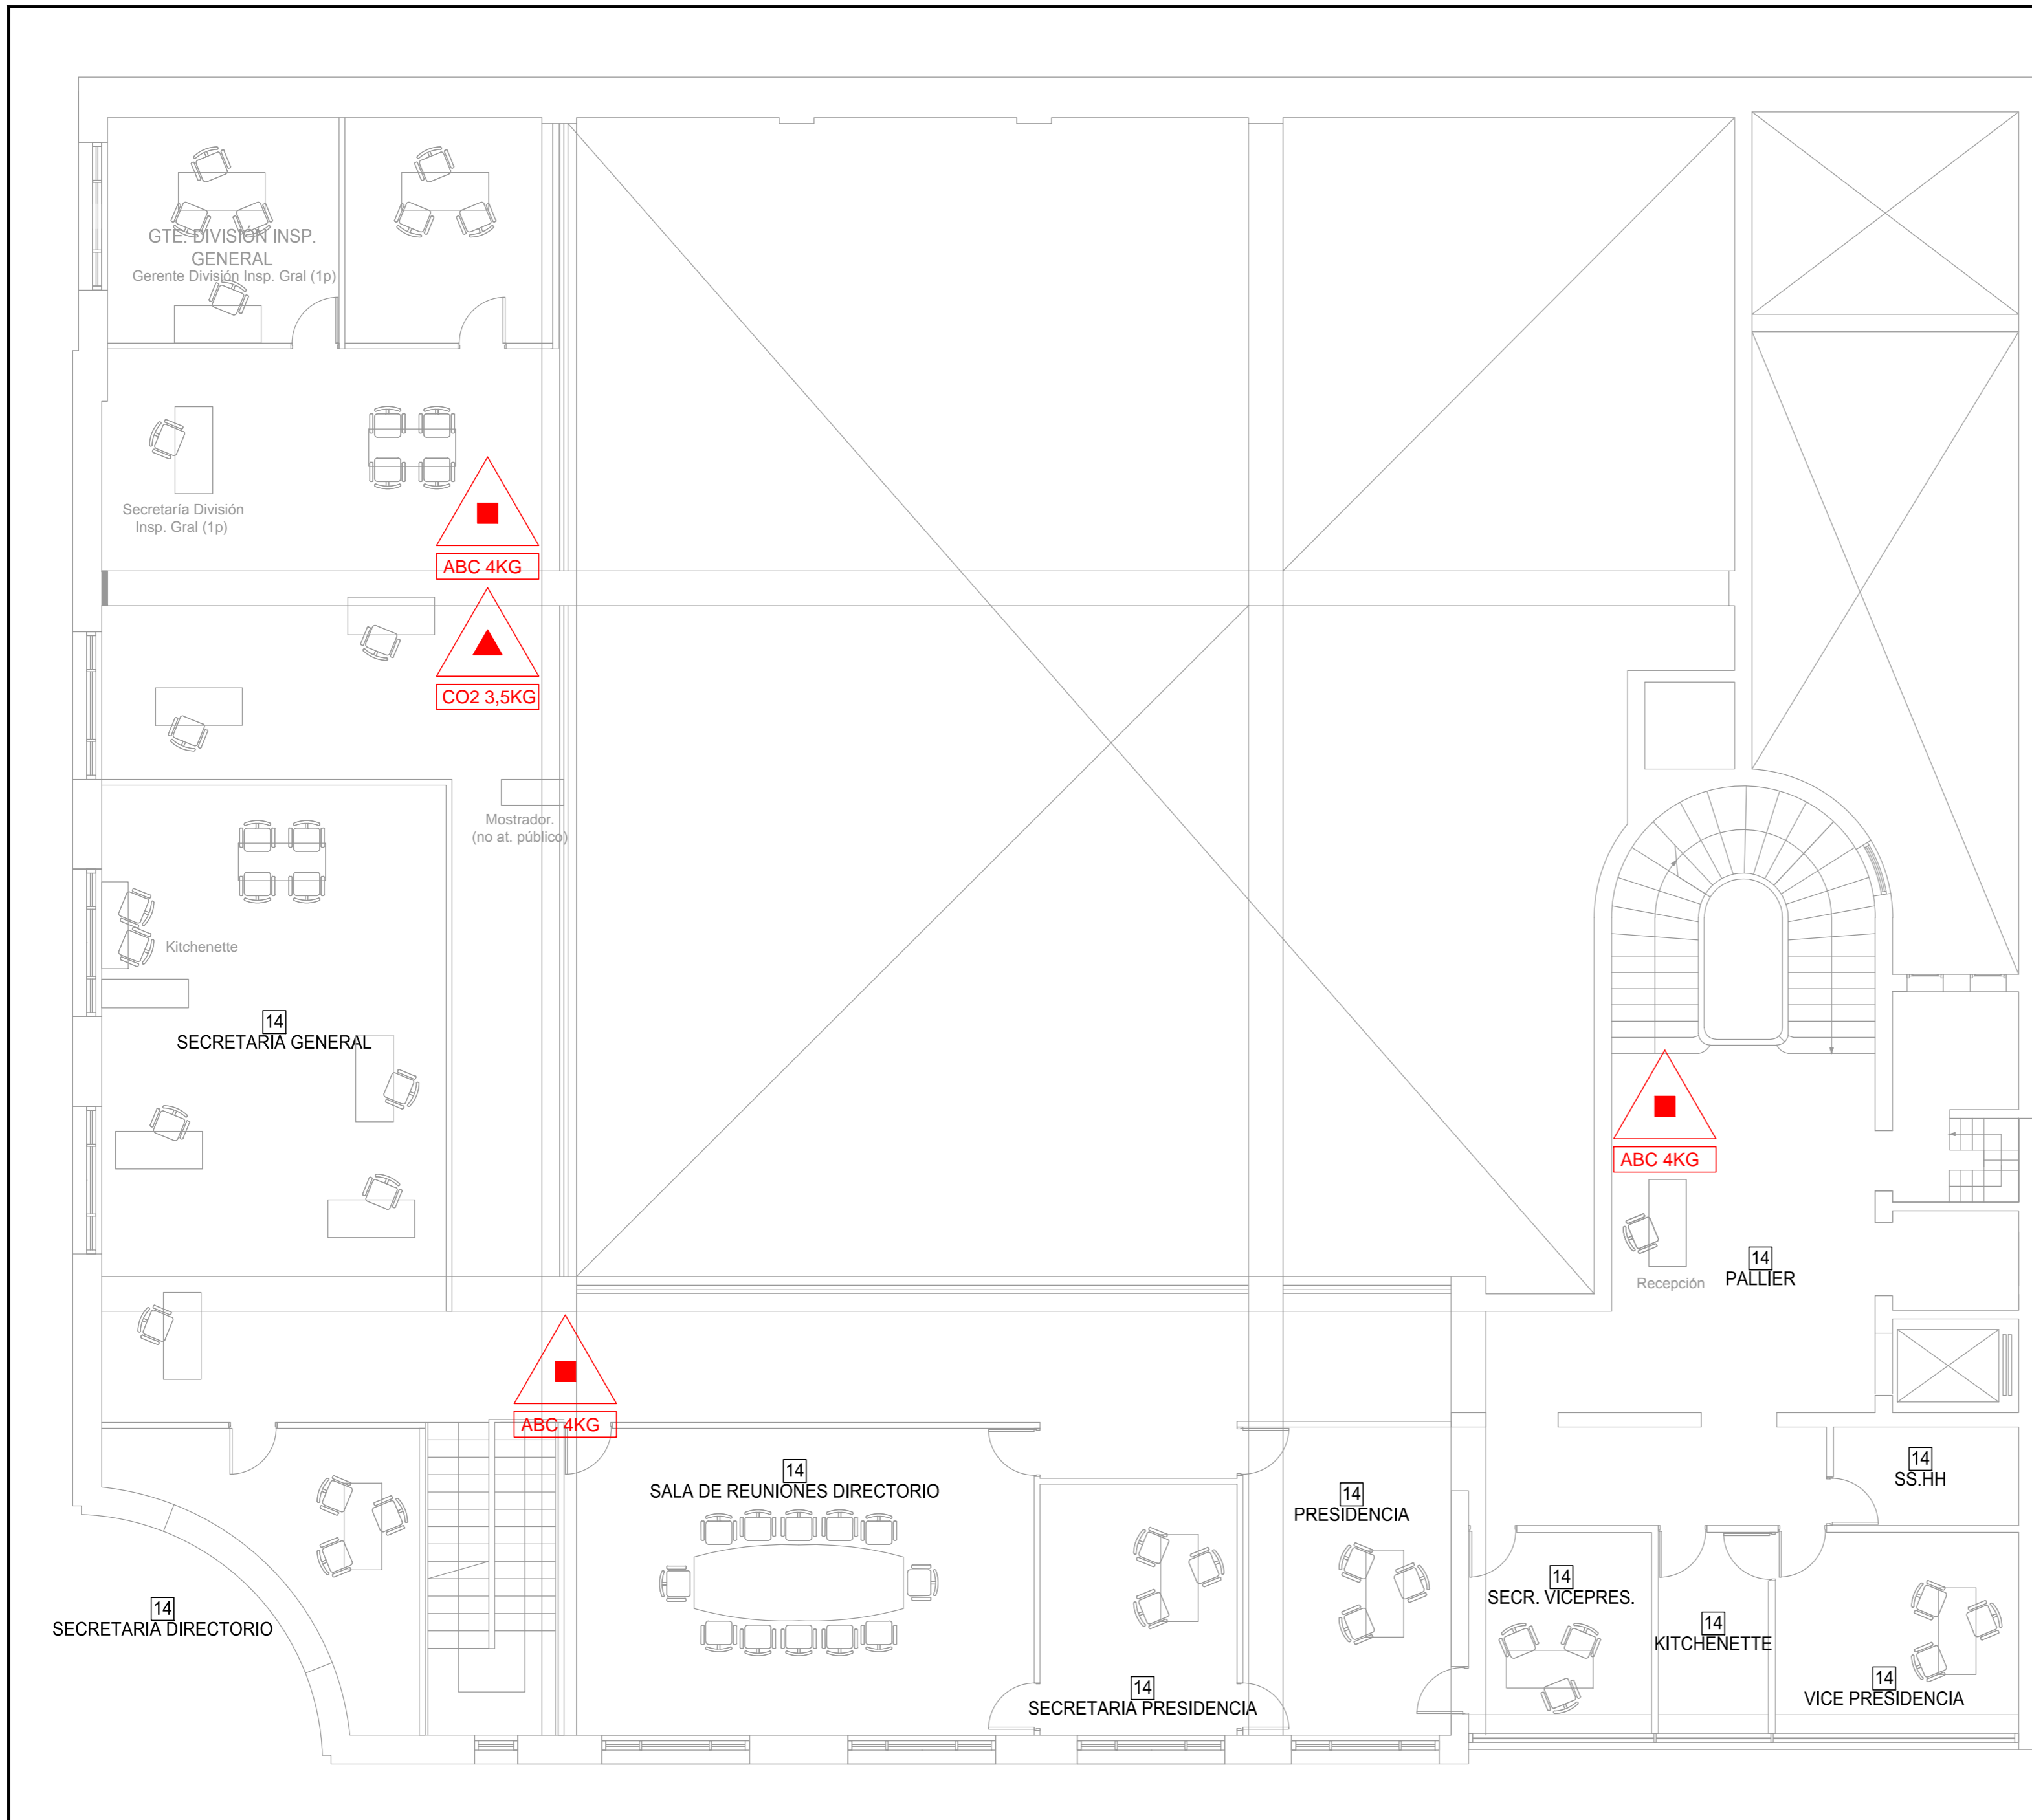 GTE. DIVISIÓN INSP.
GENERAL
Gerente División Insp. Gral (1p)
Secretaría División
Insp. Gral (1p)
ABC 4KG
CO2 3,5KG
Mostrador.
(no at. público)
Kitchenette
14
SECRETARIA GENERAL
ABC 4KG
Recepción
14
PALLIER
ABC 4KG
14
SALA DE REUNIONES DIRECTORIO
14
PRESIDENCIA
14
SS.HH
14
SECRETARIA DIRECTORIO
14
SECR. VICEPRES.
14
KITCHENETTE
14
SECRETARIA PRESIDENCIA
14
VICE PRESIDENCIA